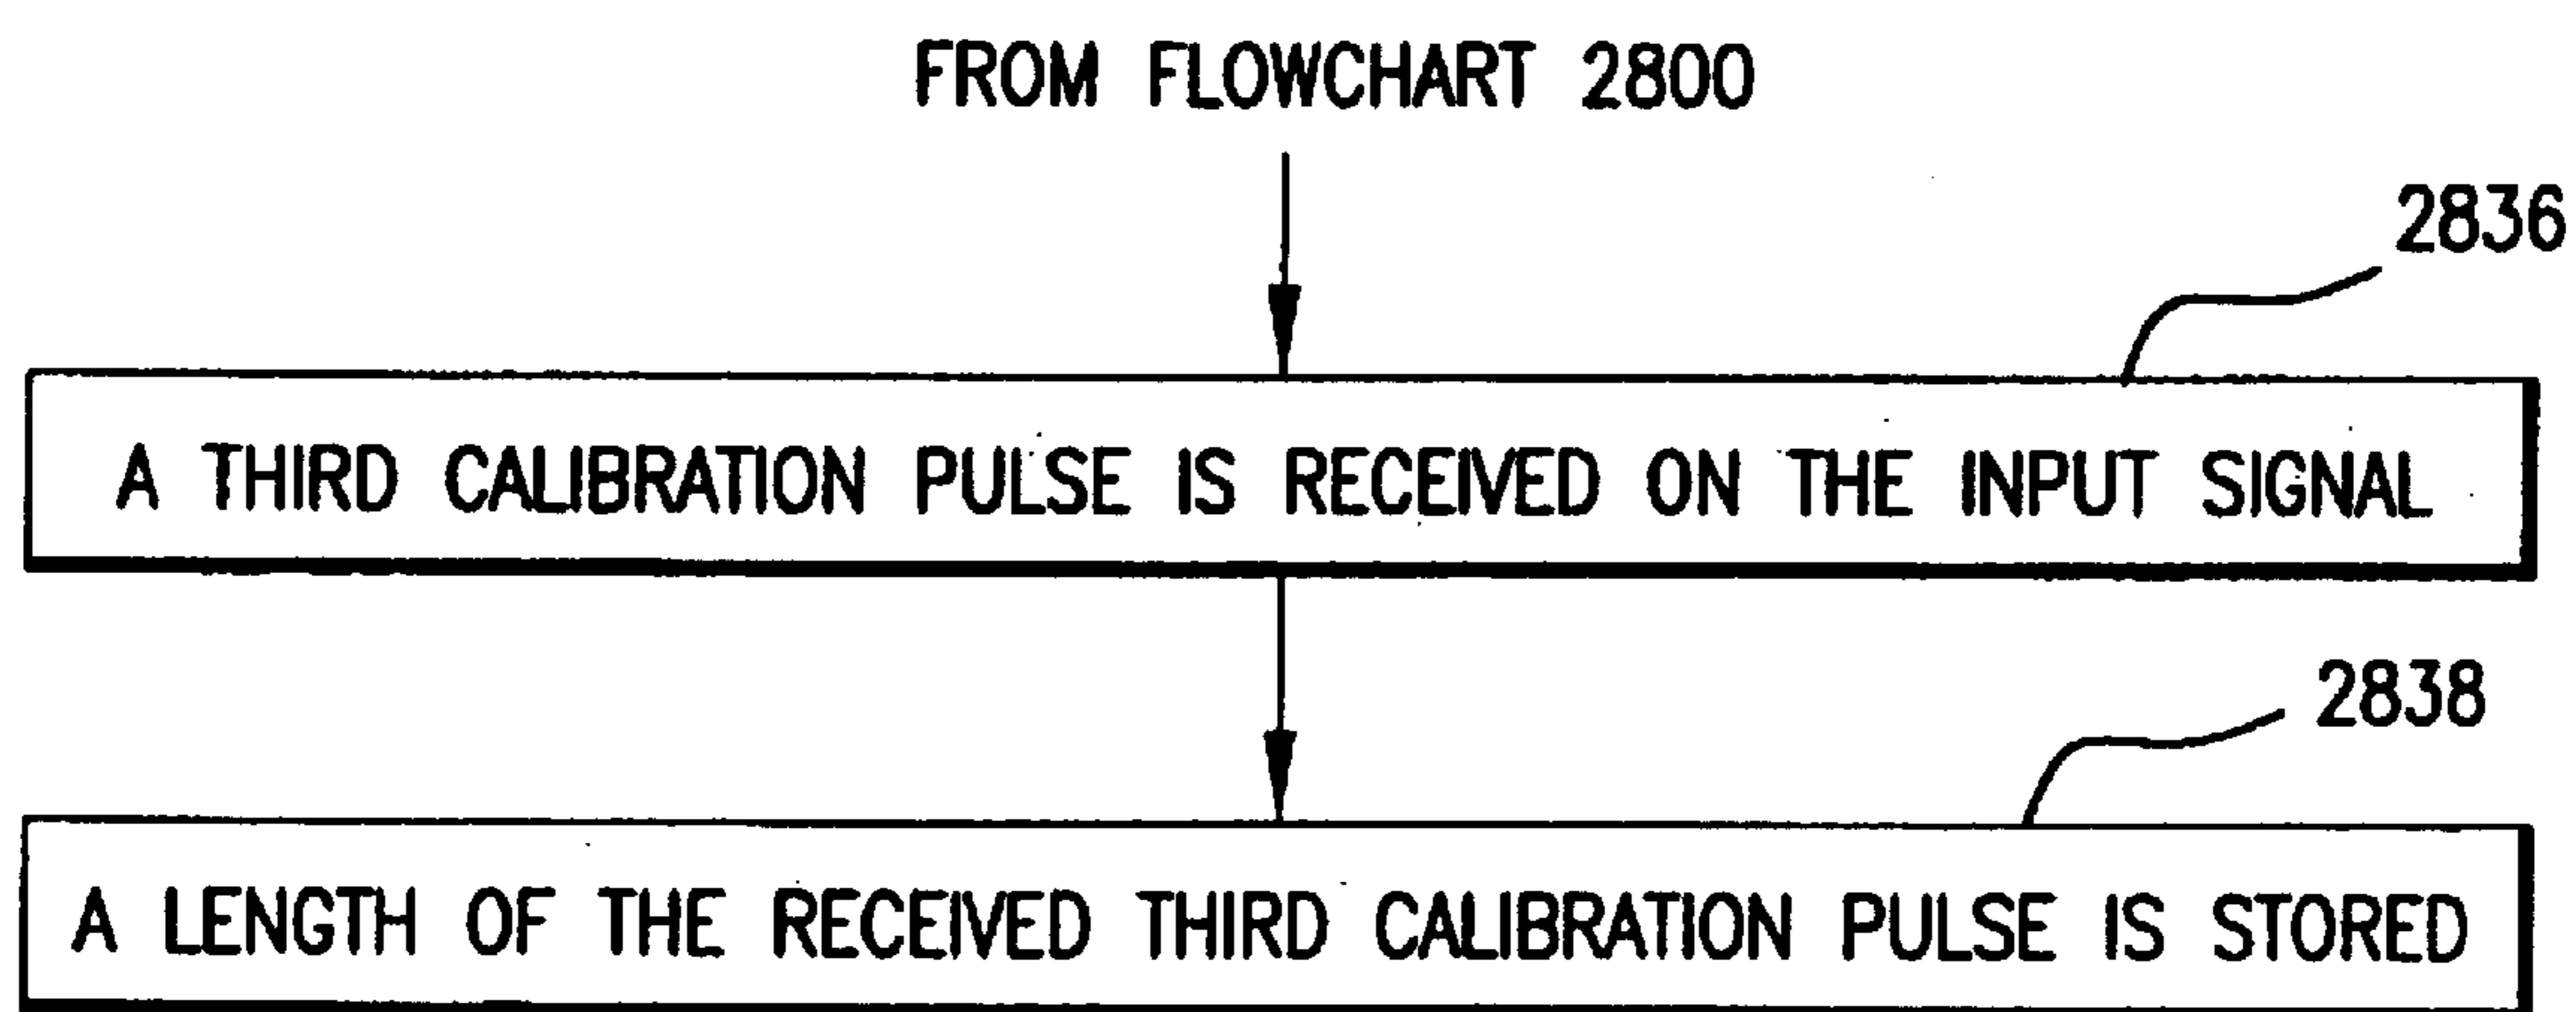 FROM FLOWCHART 2800
2836
A THIRD CALIBRATION PULSE IS RECEIVED ON THE INPUT SIGNAL
2838
A LENGTH OF THE RECEIVED THIRD CALIBRATION PULSE IS STORED